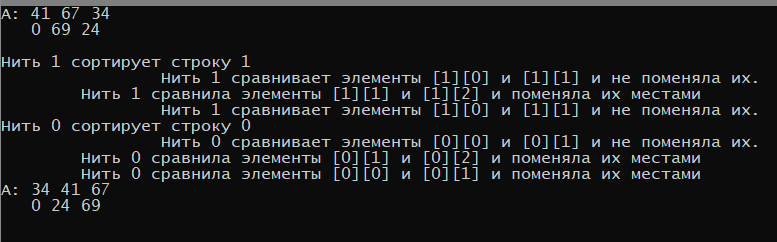 A: 41 67 34
0 69 24
Нить 1 сортирует строку 1
Нить 1 сравнивает элементы [1][0] и [1][1] и не поменяла их.
Нить 1 сравнила элементы [1][1] и [1][2] и поменяла их местами
Нить 1 сравнивает элементы [1][0] и [1][1] и не поменяла их.
Нить 0 сортирует строку 0
Нить 0 сравнивает элементы [0][0] и [0][1] и не поменяла их.
Нить 0 сравнила элементы [0][1] и [0][2] и поменяла их местами
Нить 0 сравнила элементы [0][0] и [0][1] и поменяла их местами
A: 34 41 67
0 24 69